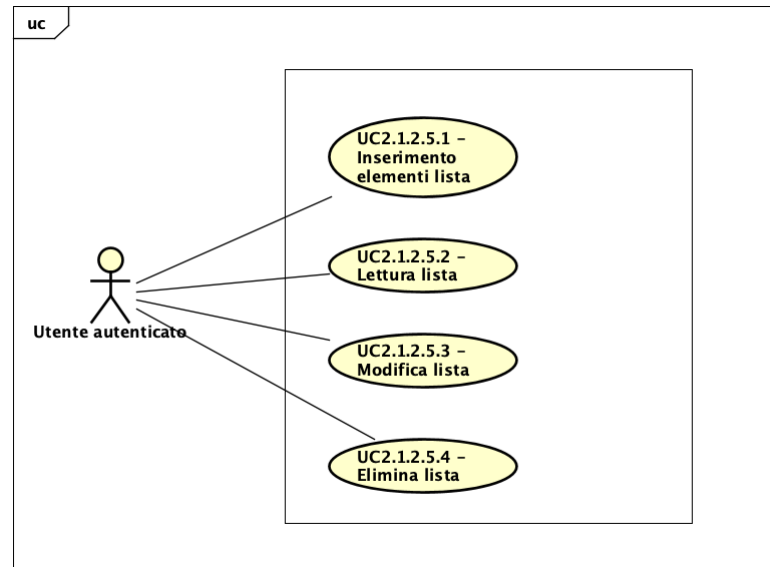 uc
UC2.1.2.5.1 –
Inserimento
elementi lista
UC2.1.2.5.2 –
Lettura lista
Utente autenticato
UC2.1.2.5.3 –
Modifica lista
UC2.1.2.5.4 –
Elimina lista